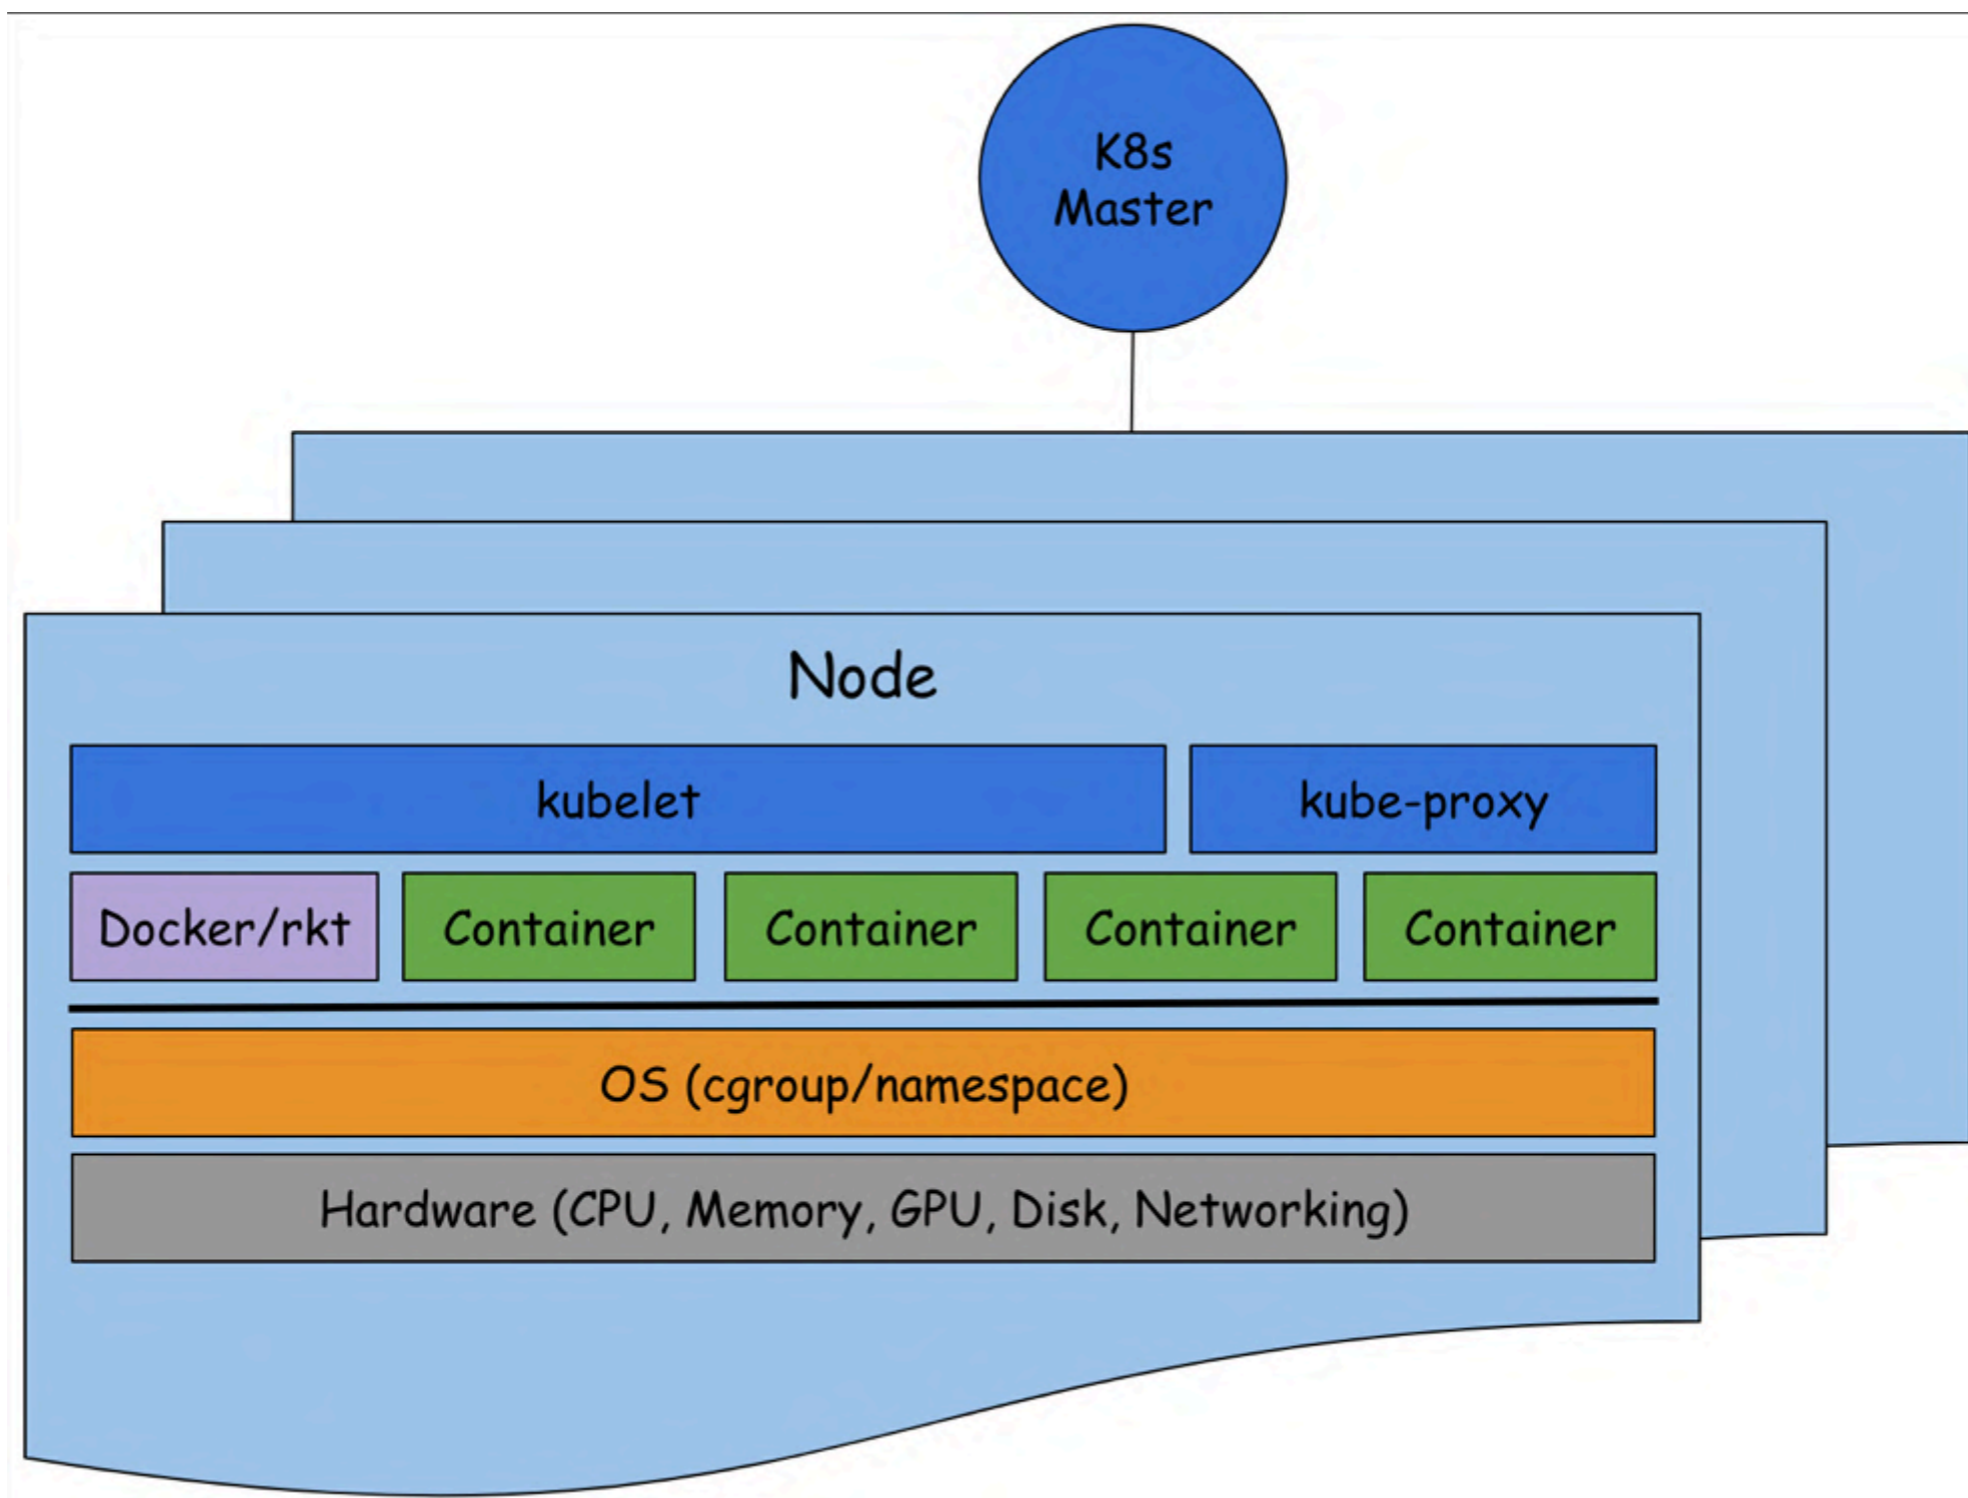 K8s
Master
Node
kubelet
kube-proxy
Docker/rkt
Container
Container
Container
Container
OS (cgroup/namespace)
Hardware (CPU, Memory, GPU, Disk, Networking)